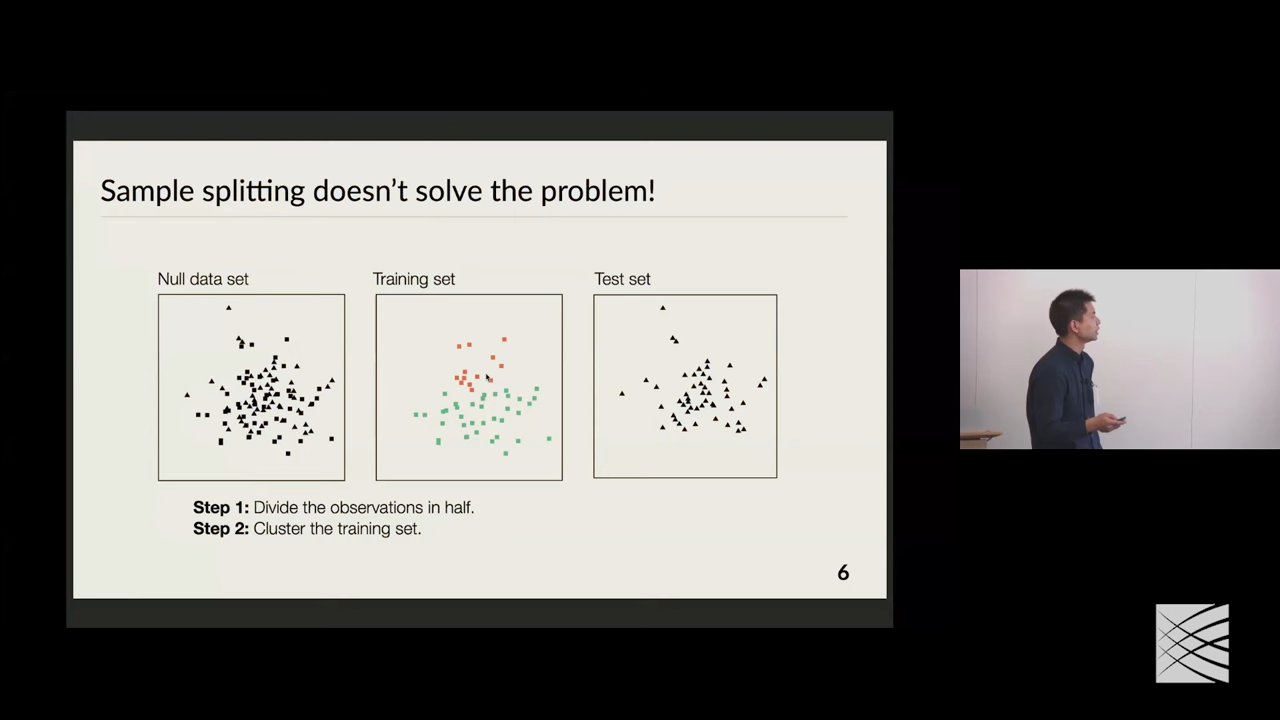 Sample splitting doesn't solve the problem!
Null data set
Training set
Test set
Step 1: Divide the observations in half.
Step 2: Cluster the training set.
6